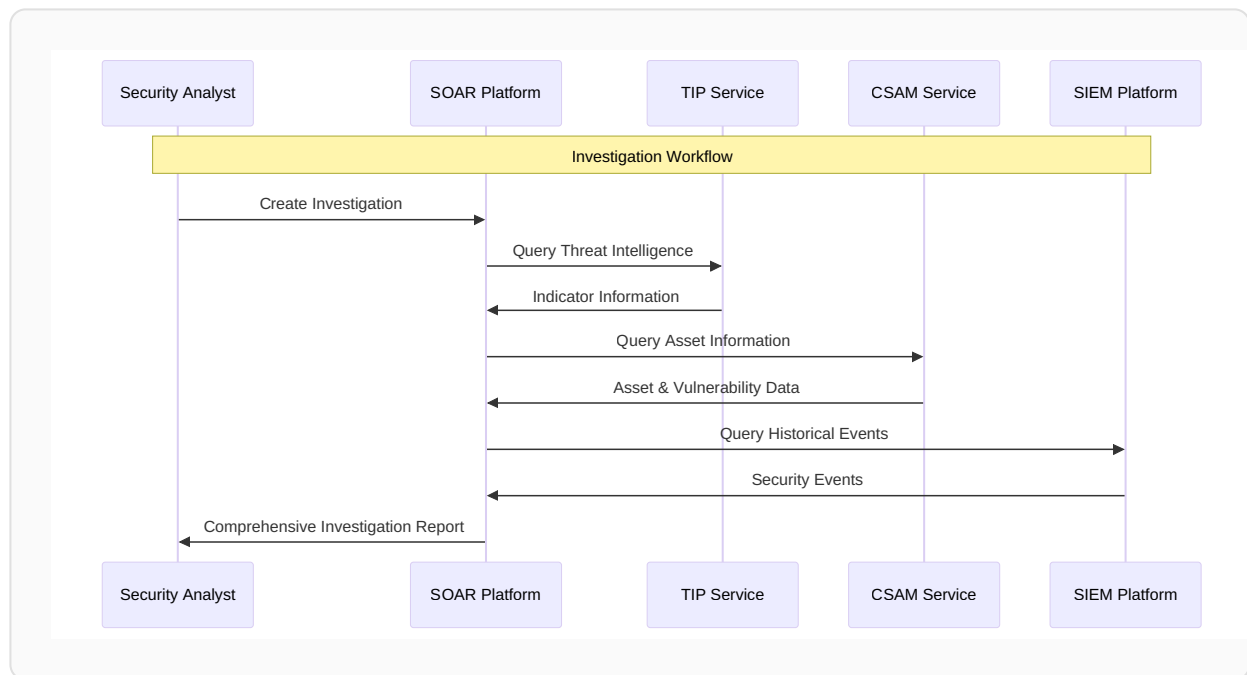 Security Analyst
SOAR Platform
TIP Service
CSAM Service
SIEM Platform
Investigation Workflow
Create Investigation
Query Threat Intelligence
Indicator Information
Query Asset Information
Asset & Vulnerability Data
Query Historical Events
Security Events
Comprehensive Investigation Report
Security Analyst
SOAR Platform
TIP Service
CSAM Service
SIEM Platform